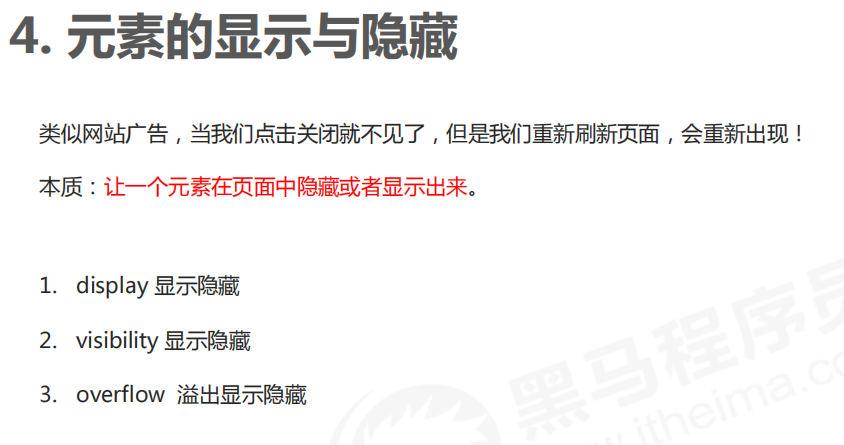 4. 元素的显示与隐藏
类似网站广告，当我们点击关闭就不见了，但是我们重新刷新页面，会重新出现！
本质：让一个元素在页面中隐藏或者显示出来。
1. display 显示隐藏
2. visibility 显示隐藏
3. overflow 溢出显示隐藏
黑马程序员
www.itheima.co